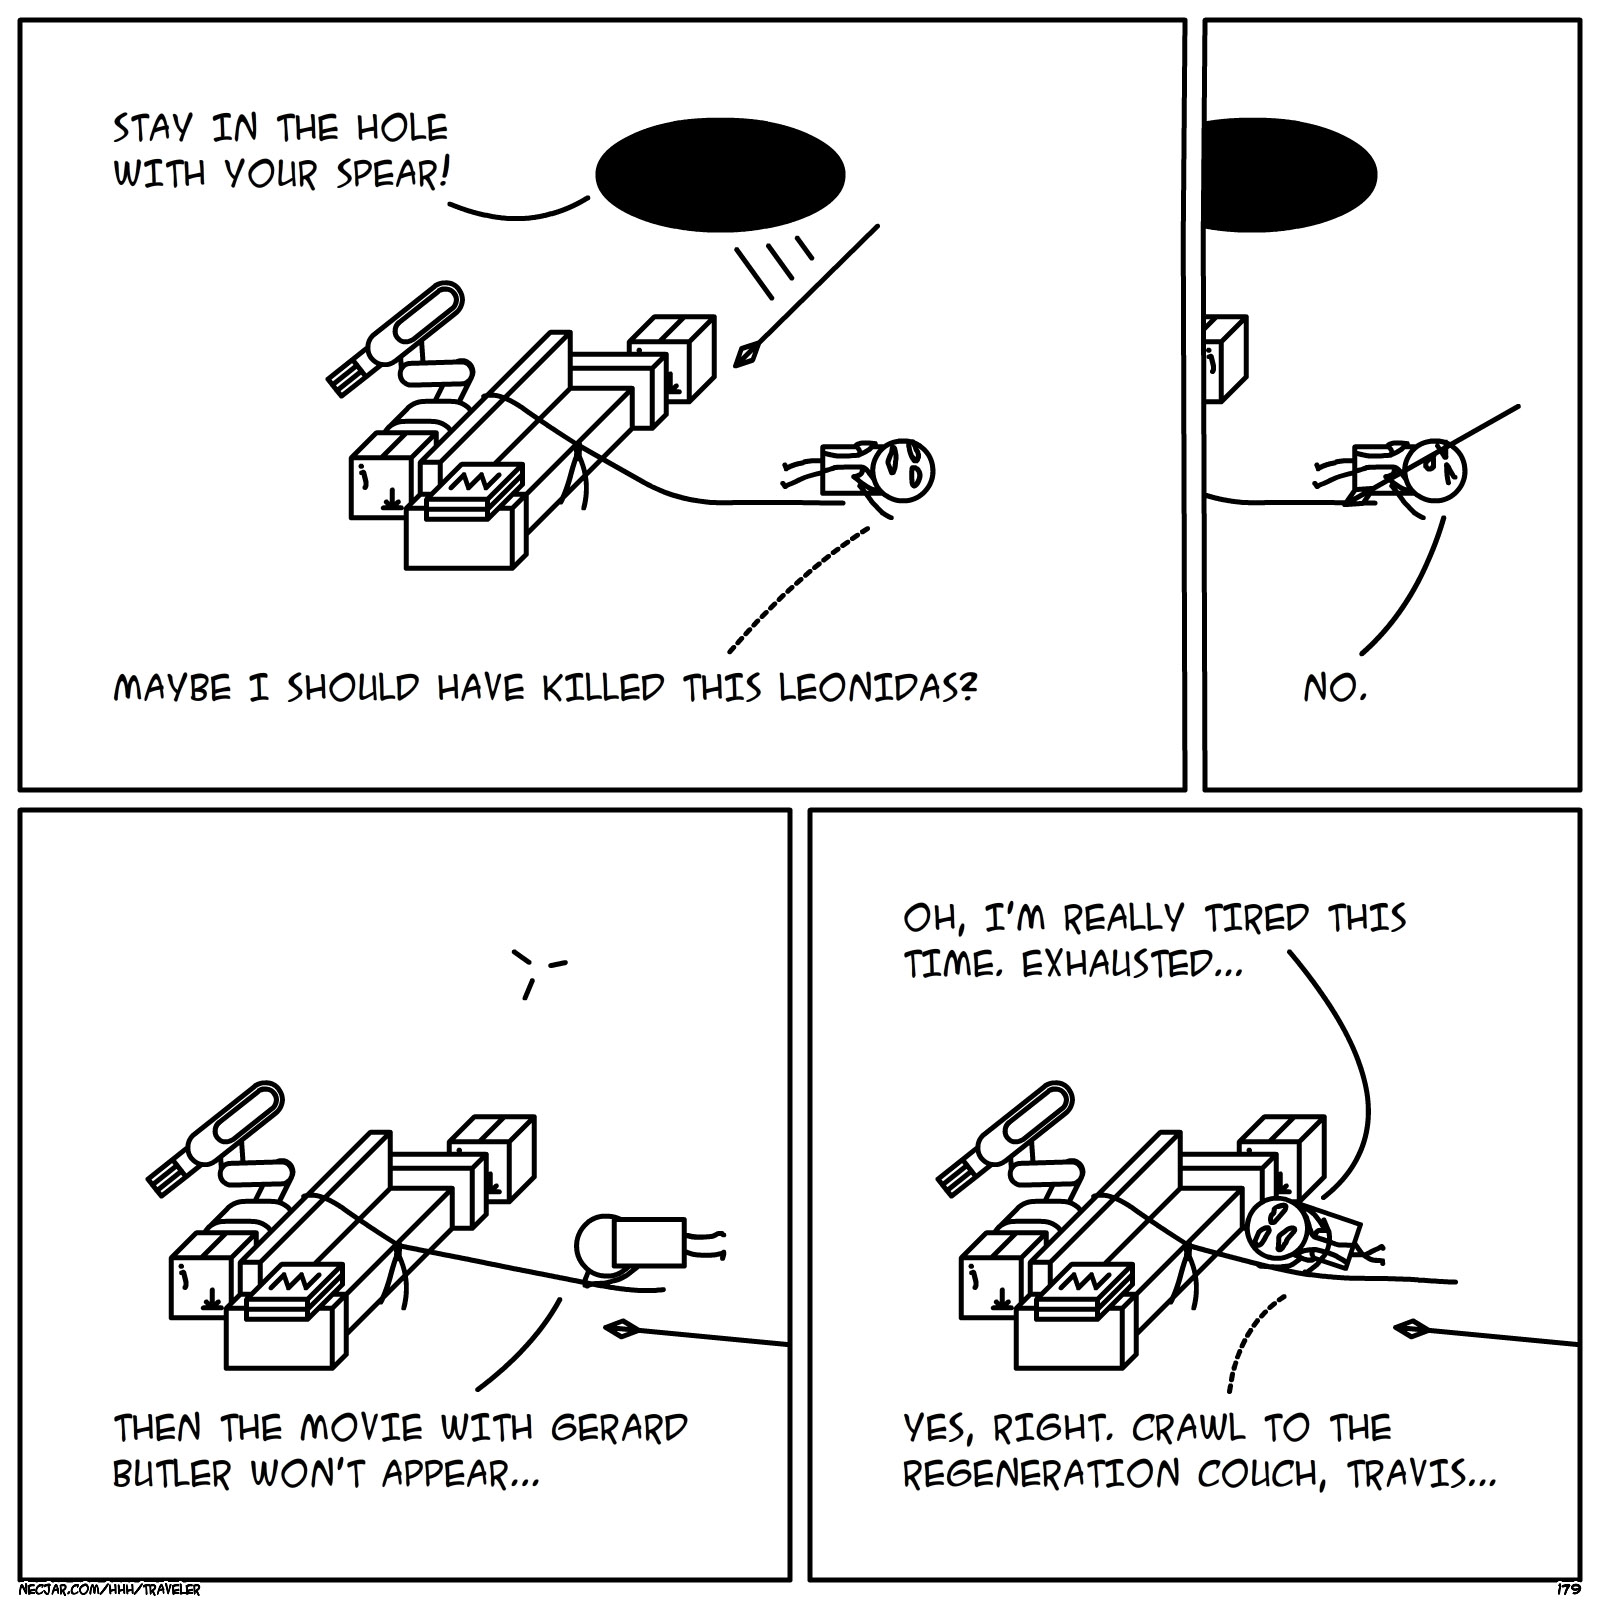 STAY IN THE HOLE
WITH YOUR SPEAR!
MAYBE I SHOULD HAVE KILLED THIS LEONIDAS?
NO.
THEN THE MOVIE WITH GERARD
BUTLER WON'T APPEAR...
OH, I'M REALLY TIRED THIS
TIME. EXHAUSTED...
YES, RIGHT. CRAWL TO THE
REGENERATION COUCH, TRAVIS...
NECJAR.COM/HHH/TRAVELER
179